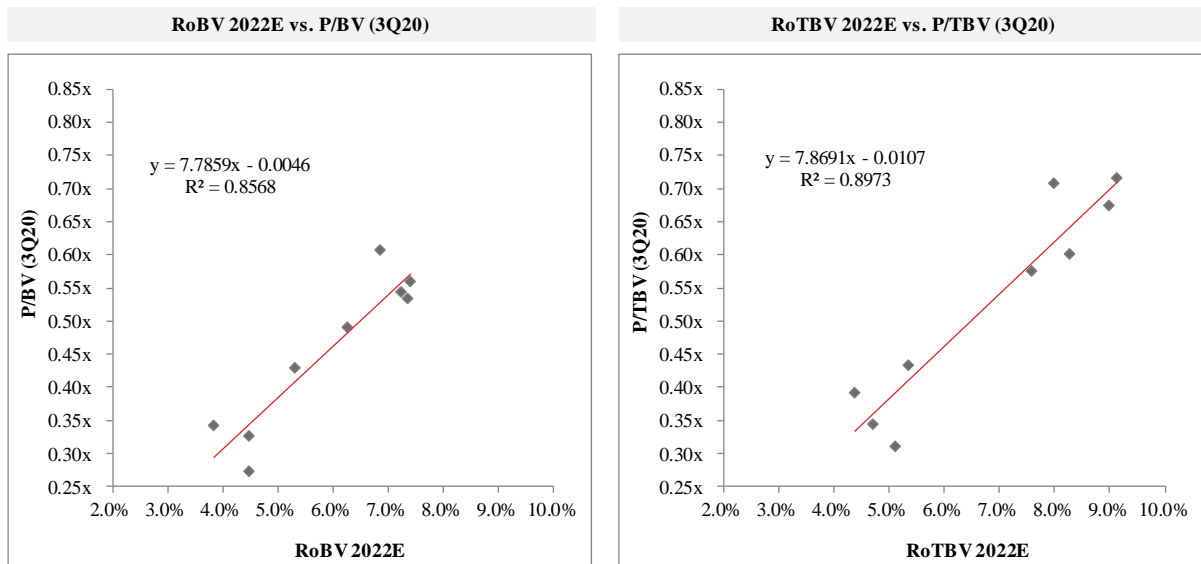 RoBV 2022E vs. P/BV (3Q20)
0.85x
0.80x
0.75x
0.70x
0.65x
0.60x
0.55x
0.50x
0.45x
0.40x
0.35x
0.30x
0.25x
P/BV (3Q20)
y = 7.7859x - 0.0046
R² = 0.8568
2.0% 3.0% 4.0% 5.0% 6.0% 7.0% 8.0% 9.0% 10.0%
RoBV 2022E
RoTBV 2022E vs. P/TBV (3Q20)
0.85x
0.80x
0.75x
0.70x
0.65x
0.60x
0.55x
0.50x
0.45x
0.40x
0.35x
0.30x
0.25x
P/TBV (3Q20)
y = 7.8691x - 0.0107
R² = 0.8973
2.0% 3.0% 4.0% 5.0% 6.0% 7.0% 8.0% 9.0% 10.0%
RoTBV 2022E